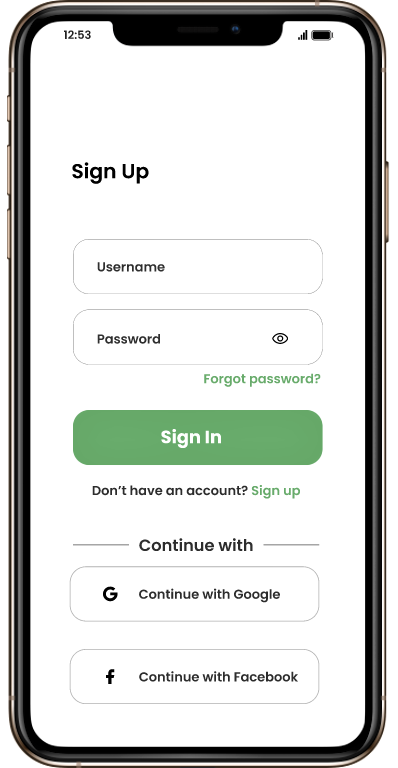 12:53
Sign Up
Username
Password
Forgot password?
Sign In
Don’t have an account? Sign up
Continue with
G Continue with Google
f Continue with Facebook